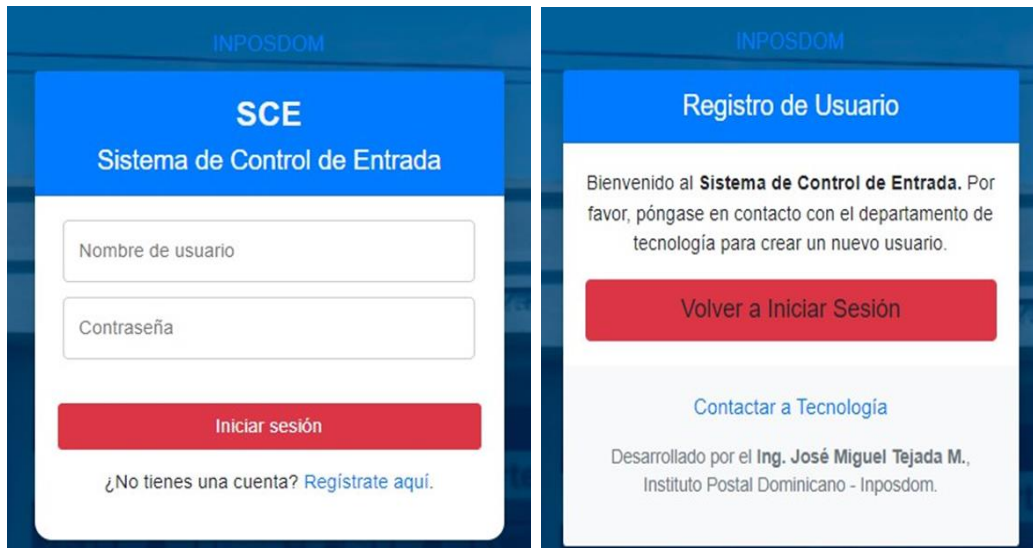 INPOSDOM
SCE
Sistema de Control de Entrada
Nombre de usuario
Contraseña
Iniciar sesión
¿No tienes una cuenta? Regístrate aquí.
INPOSDOM
Registro de Usuario
Bienvenido al Sistema de Control de Entrada. Por
favor, póngase en contacto con el departamento de
tecnología para crear un nuevo usuario.
Volver a Iniciar Sesión
Contactar a Tecnología
Desarrollado por el Ing. José Miguel Tejada M.,
Instituto Postal Dominicano - Inposdom.